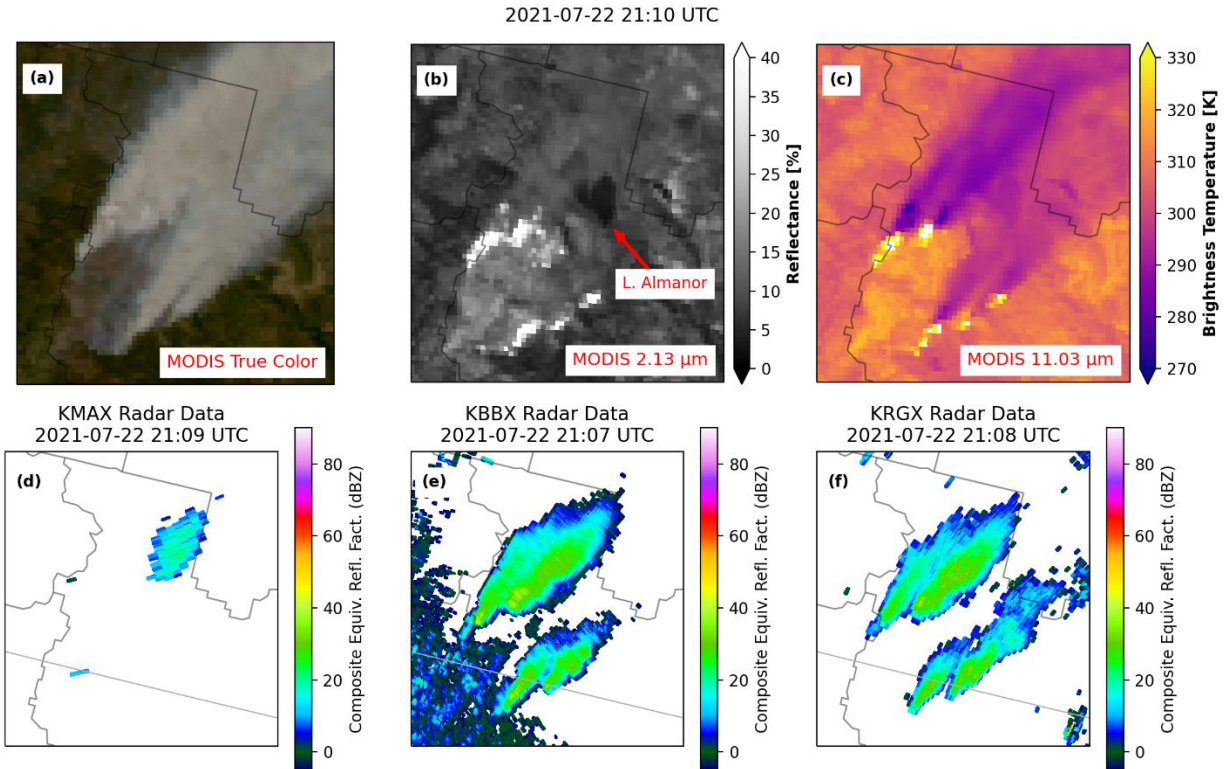 2021-07-22 21:10 UTC
(a)
MODIS True Color
(b)
L. Almanor
MODIS 2.13 µm
40
35
30
25
20
15
10
5
0
Reflectance [%]
(c)
MODIS 11.03 µm
330
320
310
300
290
280
270
Brightness Temperature [K]
KMAX Radar Data
2021-07-22 21:09 UTC
(d)
80
60
40
20
0
Composite Equiv. Refl. Fact. (dBZ)
KBBX Radar Data
2021-07-22 21:07 UTC
(e)
80
60
40
20
0
Composite Equiv. Refl. Fact. (dBZ)
KRGX Radar Data
2021-07-22 21:08 UTC
(f)
80
60
40
20
0
Composite Equiv. Refl. Fact. (dBZ)